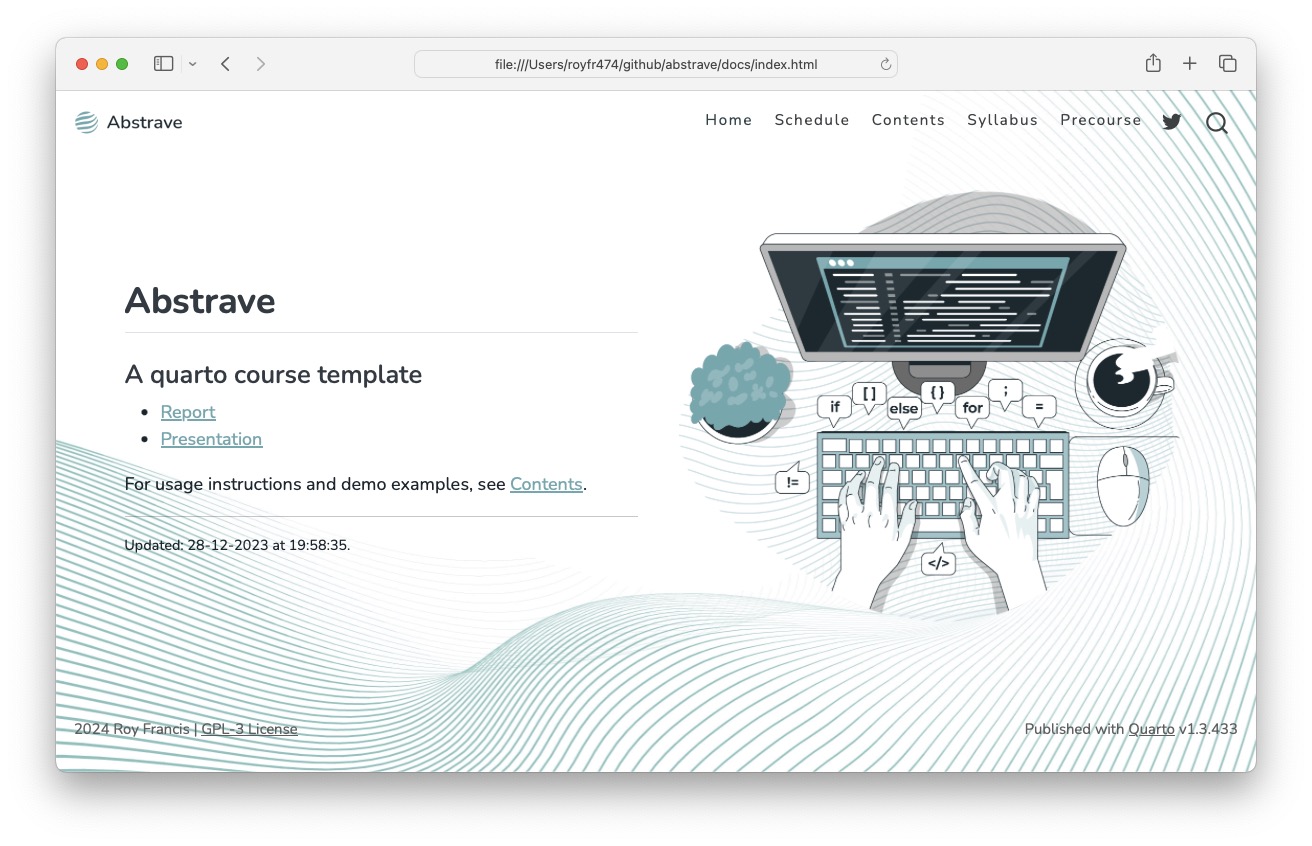 file:///Users/royfr474/github/abstrave/docs/index.html
Abstrave
Home Schedule Contents Syllabus Precourse
Abstrave
A quarto course template
Report
Presentation
For usage instructions and demo examples, see Contents.
Updated: 28-12-2023 at 19:58:35.
if
[ ]
else
{ }
for
;
=
!=
</>
2024 Roy Francis | GPL-3 License
Published with Quarto v1.3.433